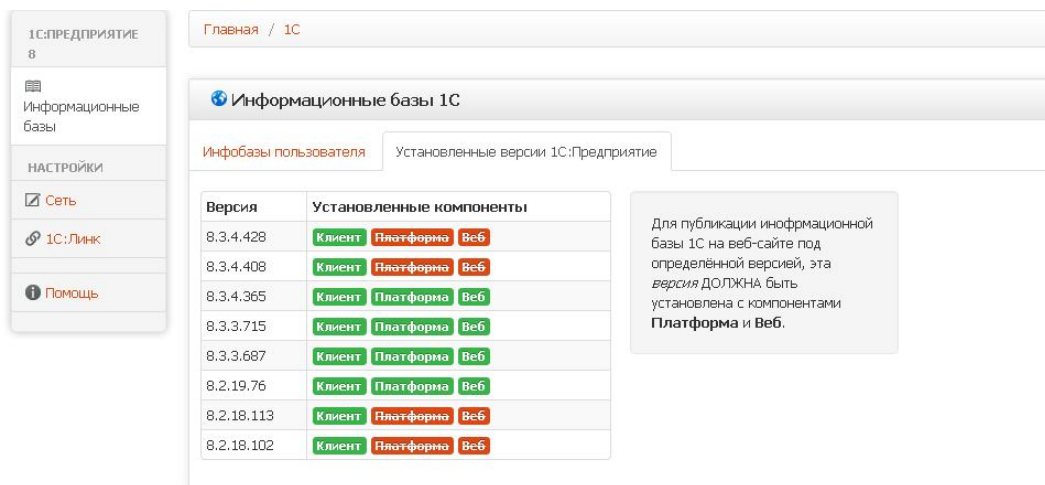 1С:ПРЕДПРИЯТИЕ
8
Информационные
базы
НАСТРОЙКИ
Сеть
1С:Линк
Помощь
Главная / 1С
Информационные базы 1С
Инфобазы пользователя Установленные версии 1С:Предприятие
Версия Установленные компоненты
8.3.4.428 Клиент Платформа Веб
8.3.4.408 Клиент Платформа Веб
8.3.4.365 Клиент Платформа Веб
8.3.3.715 Клиент Платформа Веб
8.3.3.687 Клиент Платформа Веб
8.2.19.76 Клиент Платформа Веб
8.2.18.113 Клиент Платформа Веб
8.2.18.102 Клиент Платформа Веб
Для публикации инофрмационной
базы 1С на веб-сайте под
определённой версией, эта
версия ДОЛЖНА быть
установлена с компонентами
Платформа и Веб.